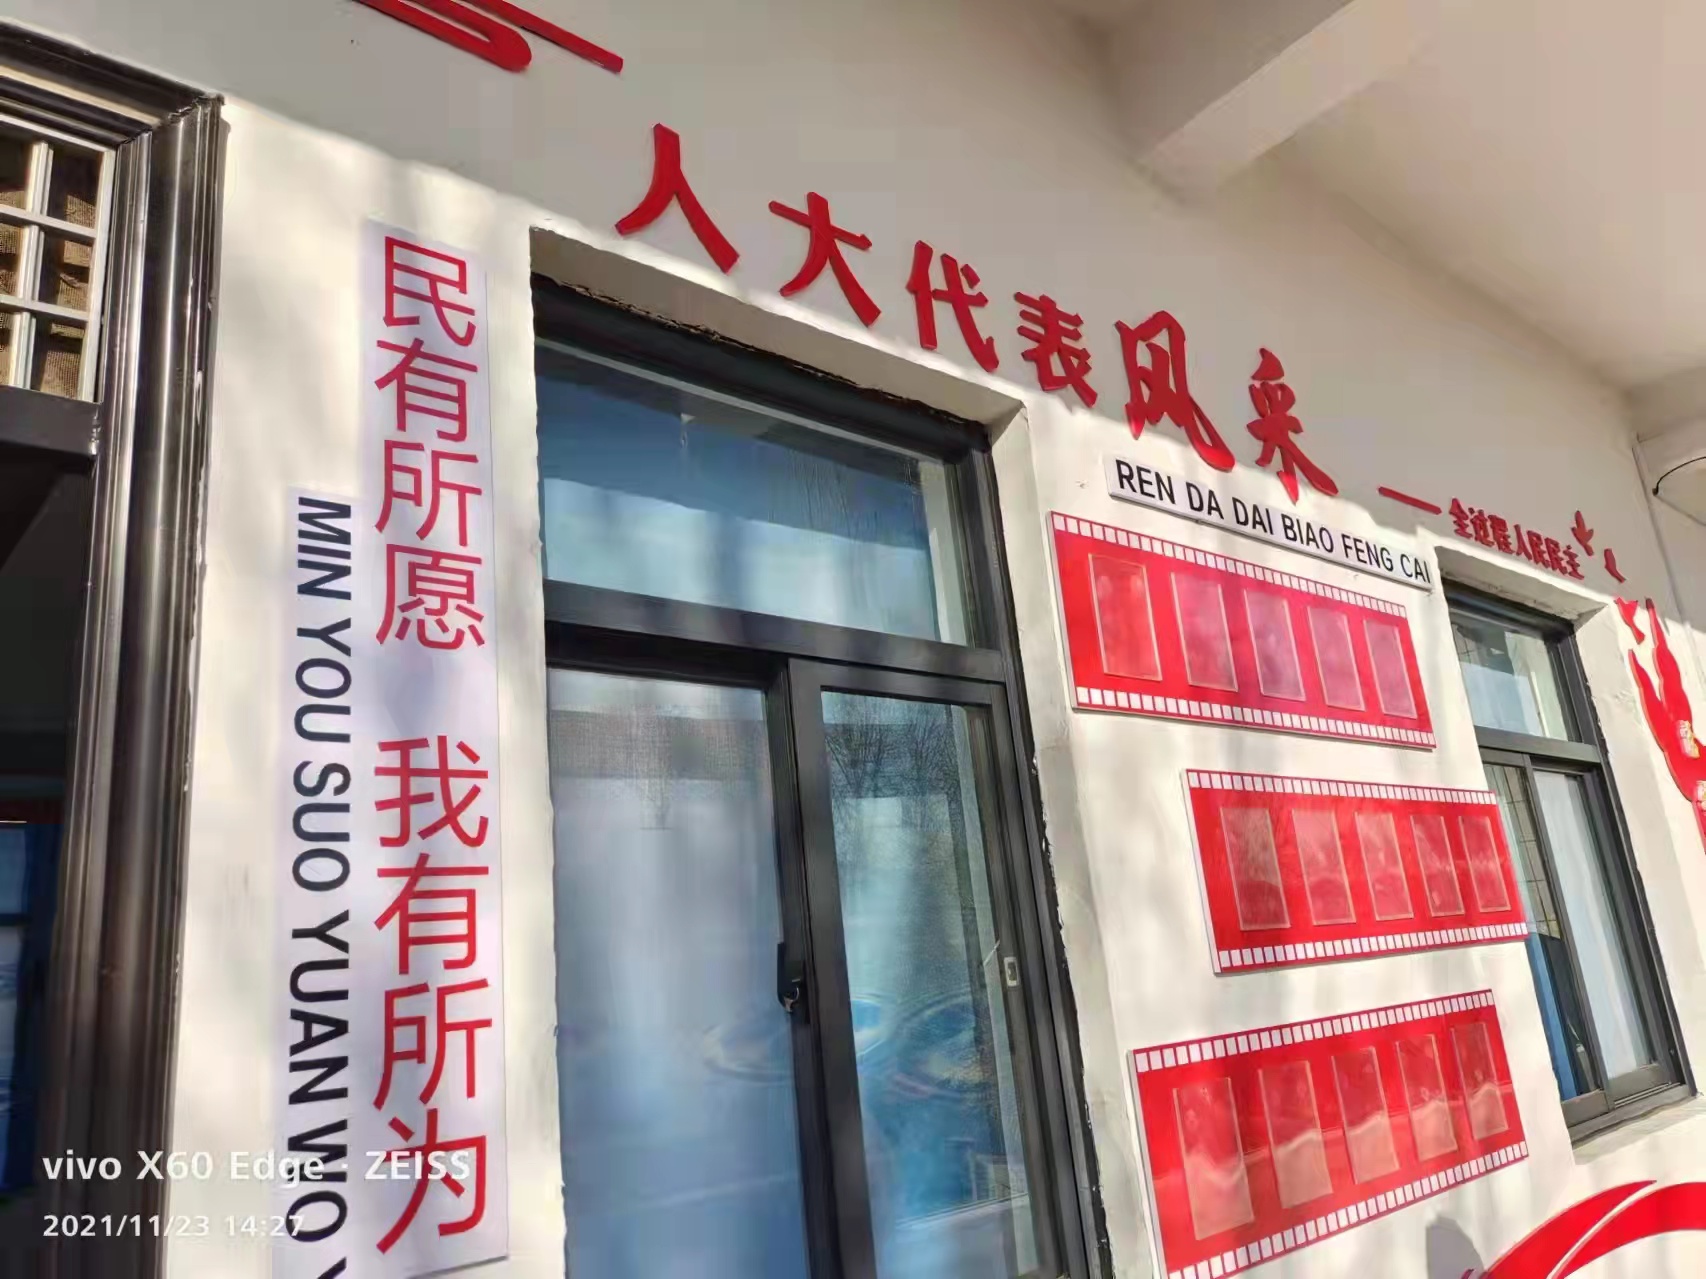 人大代表风采
——全过程人民民主
REN DA DAI BIAO FENG CAI
民有所愿 我有所为
MIN YOU SUO YUAN WO
vivo X60 Edge · ZEISS
2021/11/23 14:27